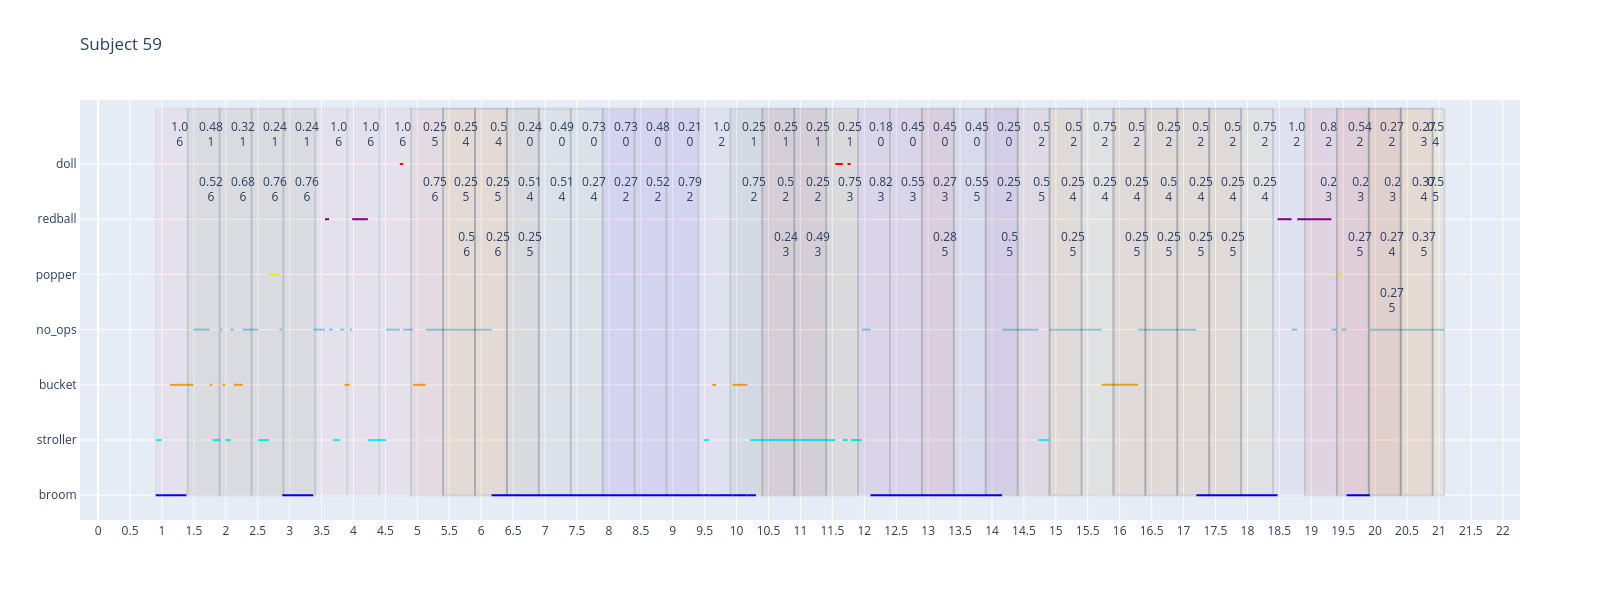 Subject 59
1.0 0.48 0.32 0.24 0.24 1.0 1.0 1.0 0.25 0.25 0.5 0.24 0.49 0.73 0.73 0.48 0.21 1.0 0.25 0.25 0.25 0.25 0.18 0.45 0.45 0.45 0.25 0.5 0.5 0.75 0.5 0.25 0.5 0.5 0.75 1.0 0.8 0.54 0.27
6 1 1 1 1 6 6 6 5 4 4 0 0 0 0 0 0 2 1 1 1 1 0 0 0 0 0 2 2 2 2 2 2 2 2 2 2 2 2 3 4
doll
0.52 0.68 0.76 0.76 0.75 0.25 0.25 0.51 0.51 0.27 0.27 0.52 0.79 0.75 0.5 0.25 0.75 0.82 0.55 0.27 0.55 0.25 0.5 0.25 0.25 0.25 0.5 0.25 0.25 0.25 0.2 0.2 0.2
6 6 6 6 6 5 5 4 4 4 2 2 2 2 2 2 3 3 3 3 5 2 5 4 4 4 4 4 4 4 3 3 3 4 5
redball
0.5 0.25 0.25 0.24 0.49 0.28 0.5 0.25 0.25 0.25 0.25 0.25 0.27 0.27 0.37
6 6 5 3 3 5 5 5 5 5 5 5 5 4 5
popper
0.27
5
no_ops
bucket
stroller
broom
0 0.5 1 1.5 2 2.5 3 3.5 4 4.5 5 5.5 6 6.5 7 7.5 8 8.5 9 9.5 10 10.5 11 11.5 12 12.5 13 13.5 14 14.5 15 15.5 16 16.5 17 17.5 18 18.5 19 19.5 20 20.5 21 21.5 22